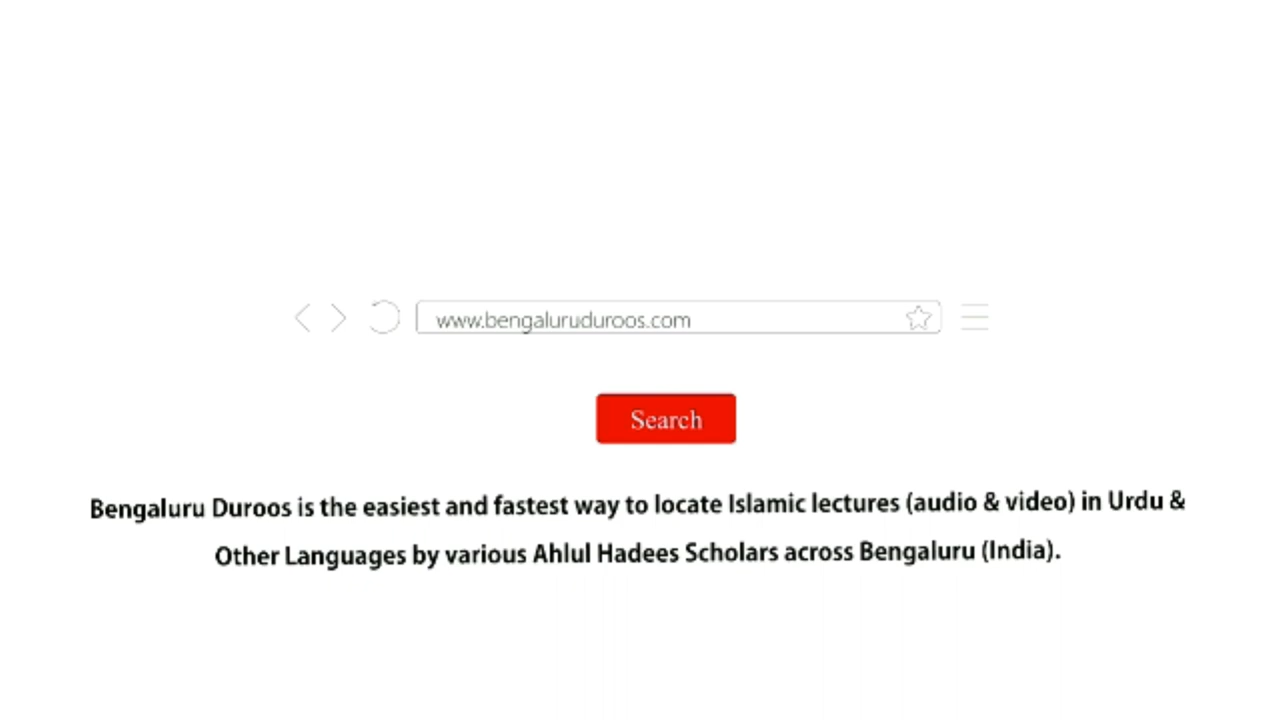 www.bengaluruduroos.com
Search
Bengaluru Duroos is the easiest and fastest way to locate Islamic lectures (audio & video) in Urdu &
Other Languages by various Ahlul Hadees Scholars across Bengaluru (India).